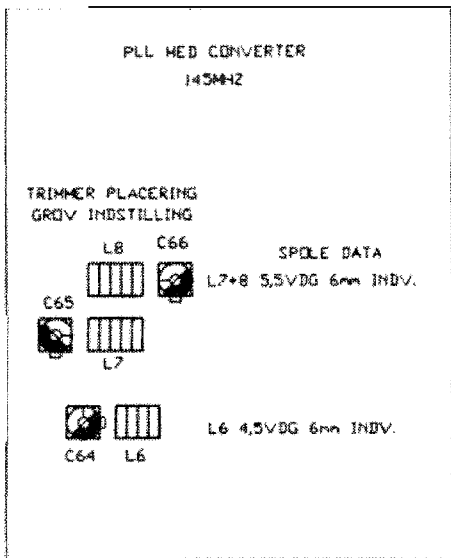 PLL MED CONVERTER
145MHZ
TRIMMER PLACERING
GROV INDSTILLING
L8 C66
SPOLE DATA
L7+8 5,5VDG 6mm INDV.
C65
L7
L6 4,5VDG 6mm INDV.
C64 L6